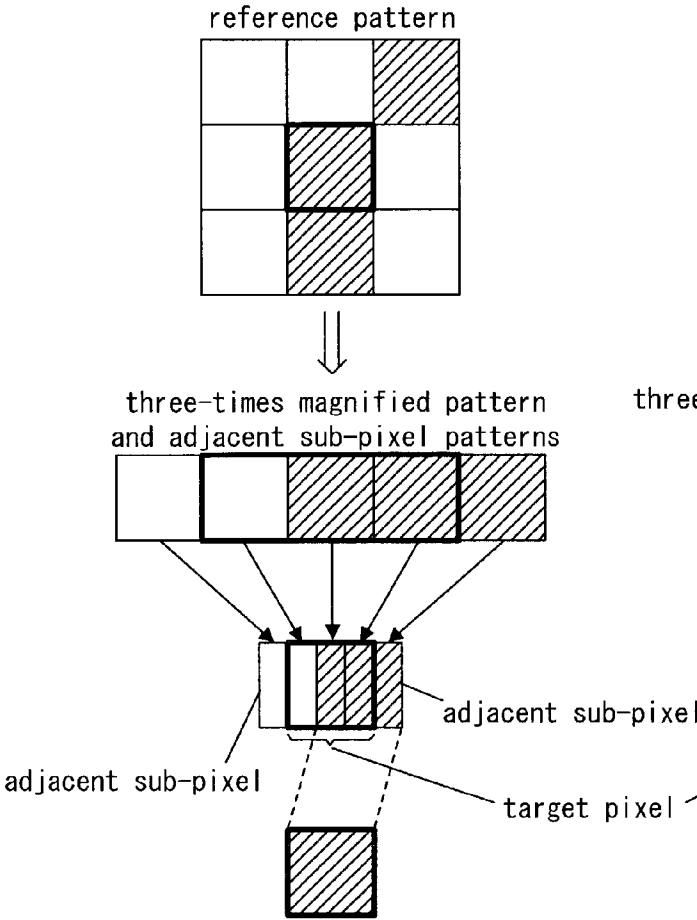 reference pattern
three-times magnified pattern
and adjacent sub-pixel patterns
adjacent sub-pixel
adjacent sub-pixel
target pixel